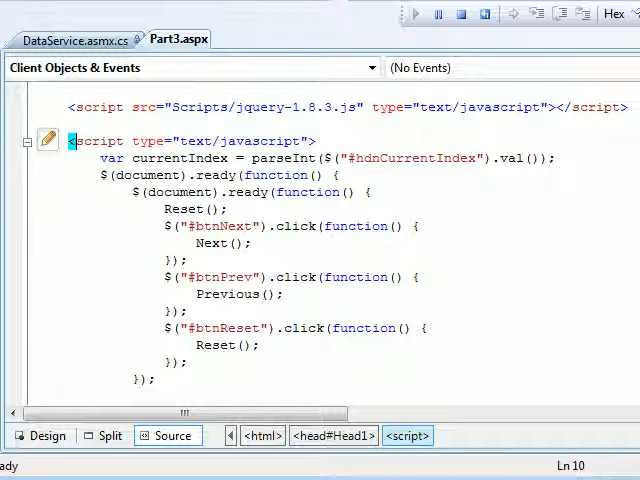 Hex
DataService.asmx.cs Part3.aspx
Client Objects & Events (No Events)
<script src="Scripts/jquery-1.8.3.js" type="text/javascript"></script>
<script type="text/javascript">
var currentIndex = parseInt($("#hdnCurrentIndex").val());
$(document).ready(function() {
$(document).ready(function() {
Reset();
$("#btnNext").click(function() {
Next();
});
$("#btnPrev").click(function() {
Previous();
});
$("#btnReset").click(function() {
Reset();
});
});
Design Split Source <html> <head#Head1> <script>
ady Ln 10